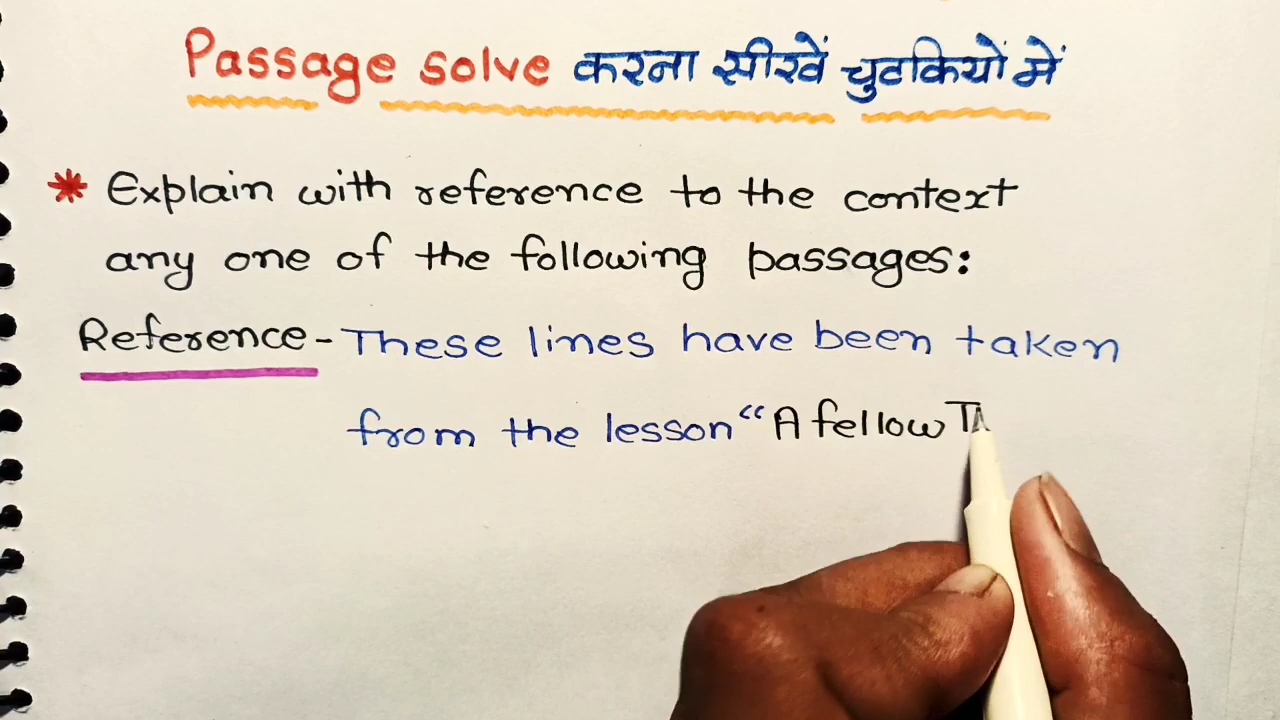 Passage solve करना सीखें चुटकियों में
* Explain with reference to the context
any one of the following passages:
Reference - These lines have been taken
from the lesson “A fellow T